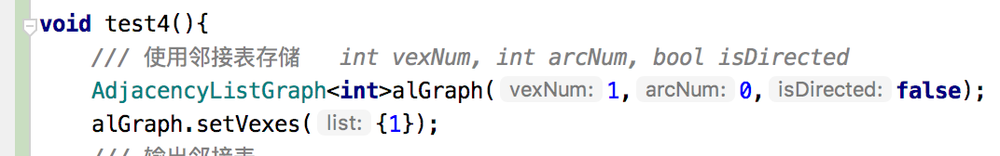 void test4(){
/// 使用邻接表存储 int vexNum, int arcNum, bool isDirected
AdjacencyListGraph<int>alGraph( vexNum: 1, arcNum: 0, isDirected: false);
alGraph.setVexes( list: {1});
/// 输出邻接表